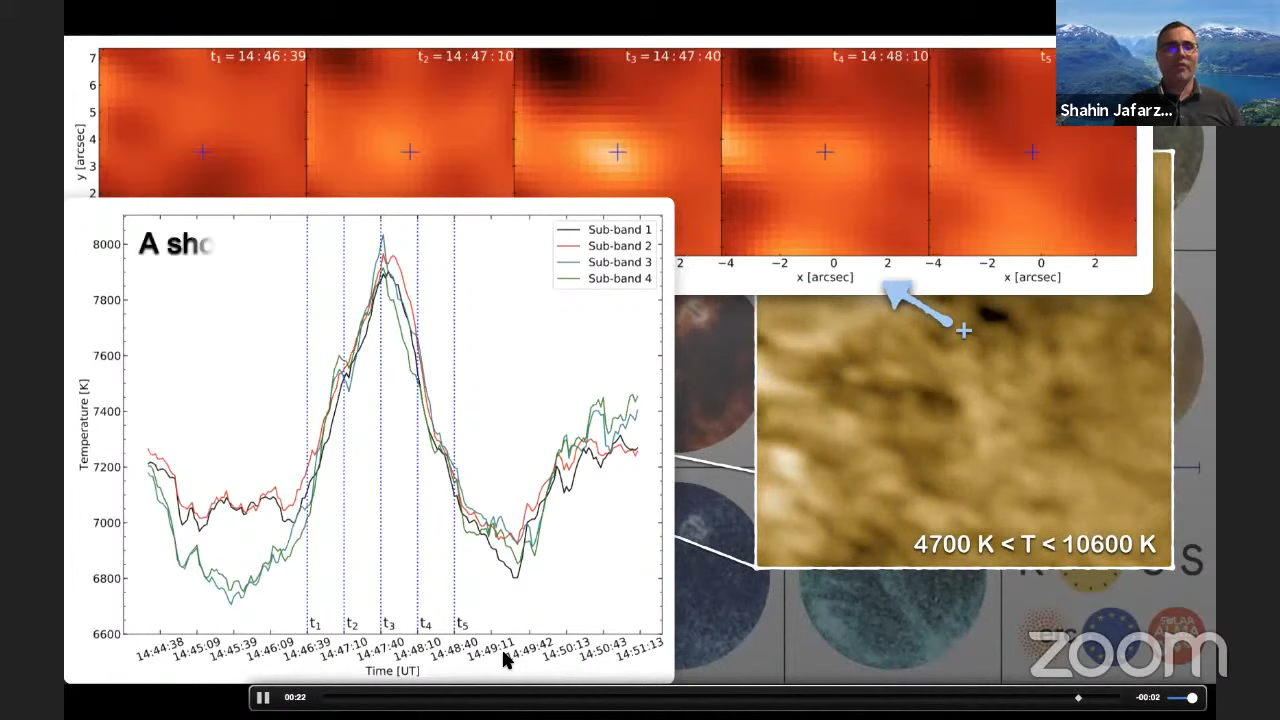 t1 = 14:46:39
t2 = 14:47:10
t3 = 14:47:40
t4 = 14:48:10
t5
Shahin Jafarz...
7
6
5
4
3
2
y [arcsec]
2 −4 −2 0 2 −4 −2 0 2
x [arcsec] x [arcsec]
A sho
Sub-band 1
Sub-band 2
Sub-band 3
Sub-band 4
8000
7800
7600
7400
7200
7000
6800
6600
Temperature [K]
t1 t2 t3 t4 t5
14:44:38 14:45:09 14:45:39 14:46:09 14:46:39 14:47:10 14:47:40 14:48:10 14:48:40 14:49:11 14:49:42 14:50:13 14:50:43 14:51:13
Time [UT]
4700 K < T < 10600 K
S
SOLAR
ALMA
zoom
00:22
-00:02